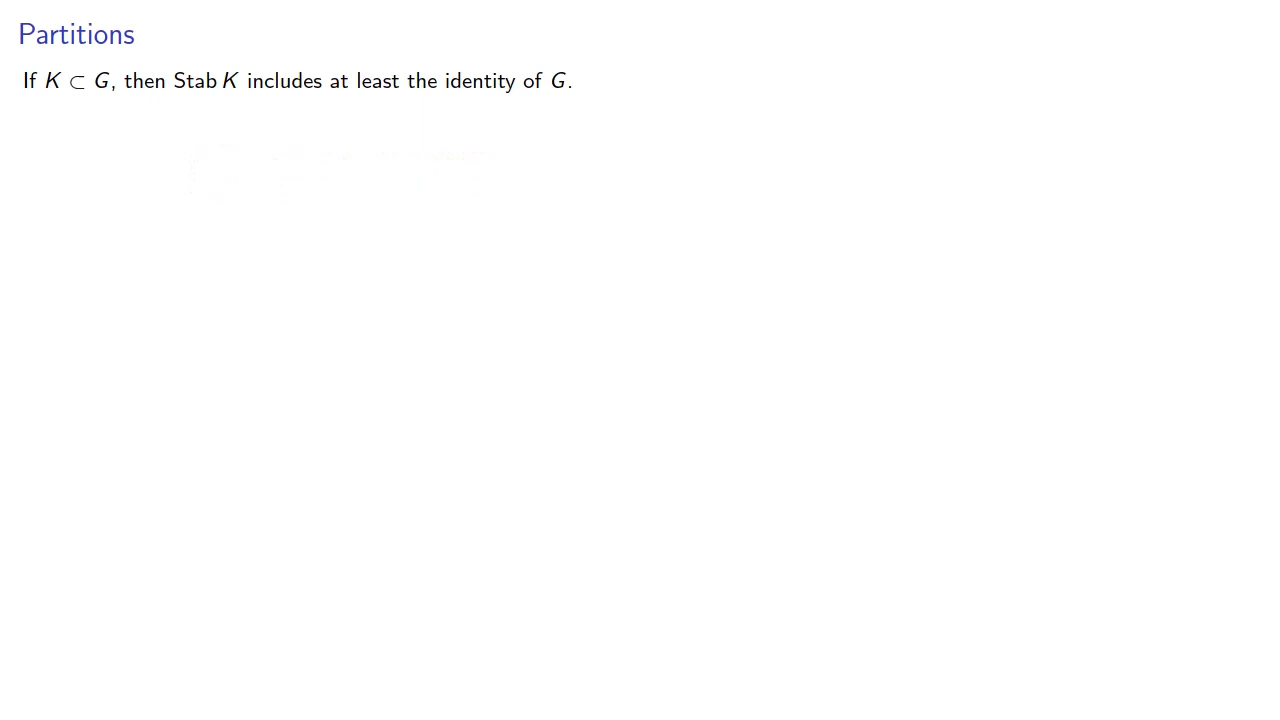 Partitions
If K ⊂ G, then Stab K includes at least the identity of G.